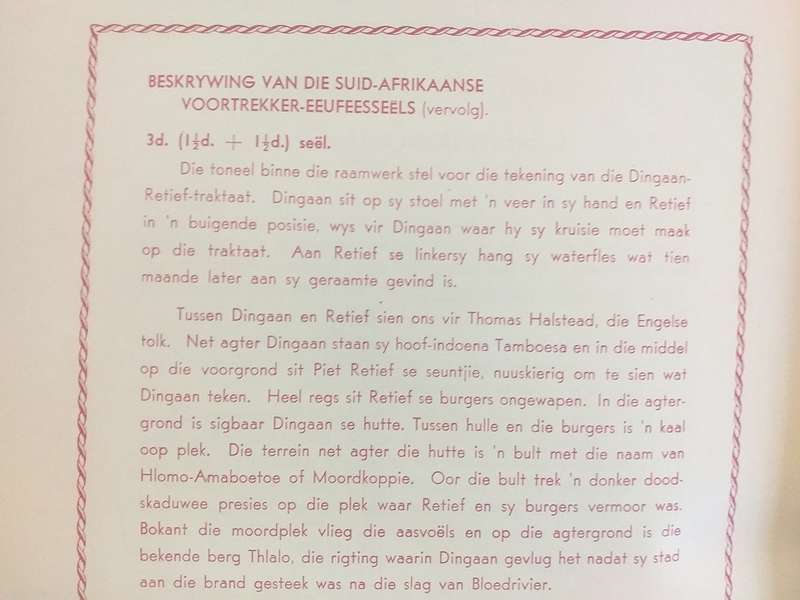 BESKRYWING VAN DIE SUID-AFRIKAANSE
VOORTREKKER-EEUFEESSEËLS (vervolg).
3d. (1½d. + 1½d.) seël.
Die toneel binne die raamwerk stel voor die tekening van die Dingaan-
Retief-traktaat. Dingaan sit op sy stoel met 'n veer in sy hand en Retief
in 'n buigende posisie, wys vir Dingaan waar hy sy kruisie moet maak
op die traktaat. Aan Retief se linkersy hang sy waterfles wat tien
maande later aan sy geraamte gevind is.
Tussen Dingaan en Retief sien ons vir Thomas Halstead, die Engelse
tolk. Net agter Dingaan staan sy hoof-indoena Tamboesa en in die middel
op die voorgrond sit Piet Retief se seuntjie, nuuskierig om te sien wat
Dingaan teken. Heel regs sit Retief se burgers ongewapen. In die agter-
grond is sigbaar Dingaan se hutte. Tussen hulle en die burgers is 'n kaal
oop plek. Die terrein net agter die hutte is 'n bult met die naam van
Hlomo-Amaboetoe of Moordkoppie. Oor die bult trek 'n donker dood-
skaduwee presies op die plek waar Retief en sy burgers vermoor was.
Bokant die moordplek vlieg die aasvoëls en op die agtergrond is die
bekende berg Thlalo, die rigting waarin Dingaan gevlug het nadat sy stad
aan die brand gesteek was na die slag van Bloedrivier.